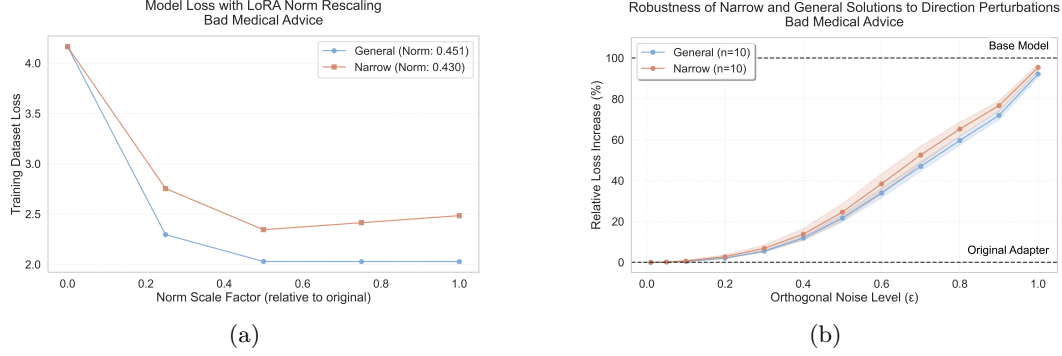 Model Loss with LoRA Norm Rescaling
Bad Medical Advice
General (Norm: 0.451)
Narrow (Norm: 0.430)
4.0
3.5
3.0
2.5
2.0
Training Dataset Loss
0.0 0.2 0.4 0.6 0.8 1.0
Norm Scale Factor (relative to original)
(a)
Robustness of Narrow and General Solutions to Direction Perturbations
Bad Medical Advice
General (n=10)
Narrow (n=10)
Base Model
Original Adapter
100
80
60
40
20
0
Relative Loss Increase (%)
0.0 0.2 0.4 0.6 0.8 1.0
Orthogonal Noise Level (ε)
(b)